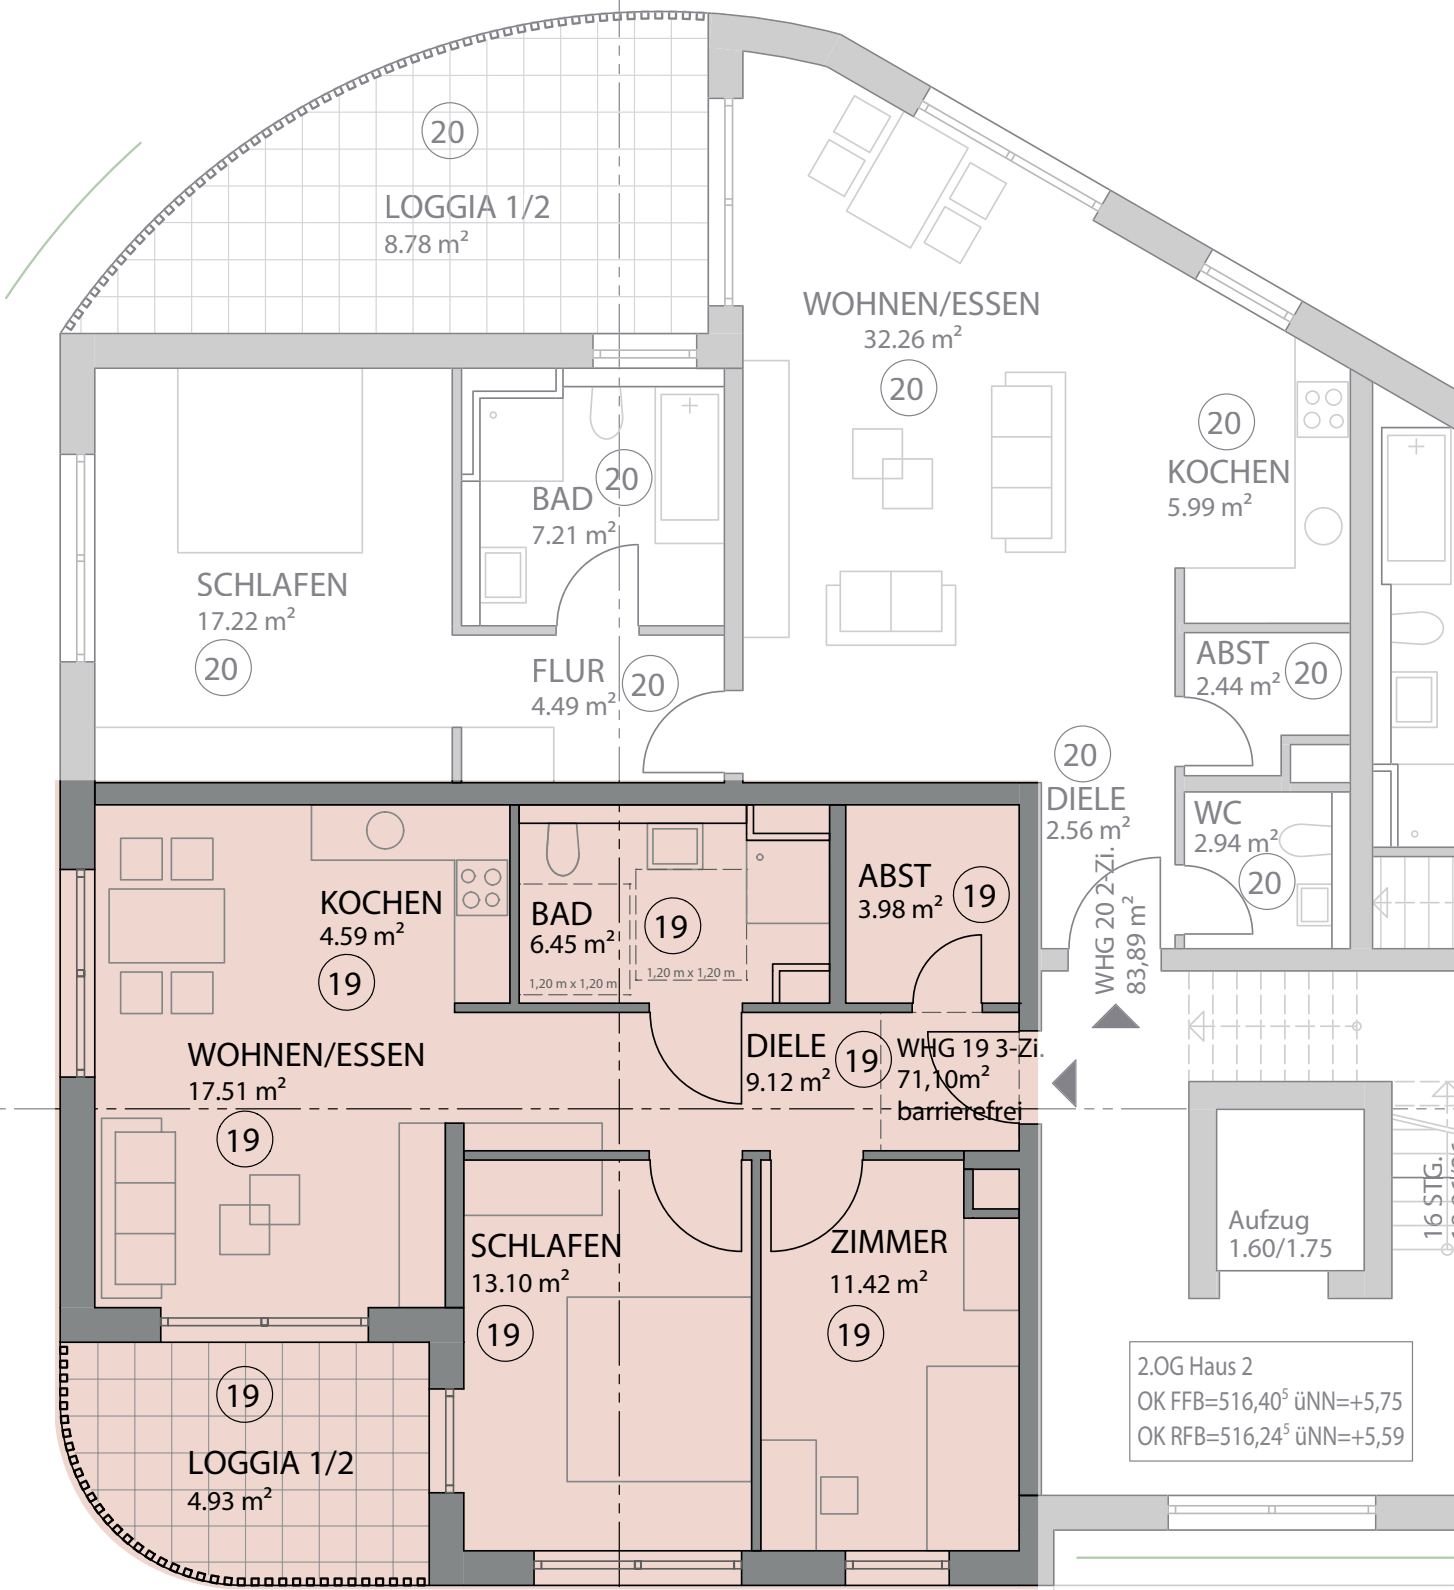 20
LOGGIA 1/2
8.78 m²
WOHNEN/ESSEN
32.26 m²
20
20
KOCHEN
5.99 m²
20
BAD
7.21 m²
SCHLAFEN
17.22 m²
20
FLUR
4.49 m²
20
ABST
2.44 m²
20
20
DIELE
2.56 m²
WC
2.94 m²
20
WHG 20 2-Zi.
83,89 m²
KOCHEN
4.59 m²
19
BAD
6.45 m²
19
1,20 m x 1,20 m
1,20 m x 1,20 m
ABST
3.98 m²
19
WOHNEN/ESSEN
17.51 m²
19
DIELE
9.12 m²
19
WHG 19 3-Zi.
71,10m²
barrierefrei
SCHLAFEN
13.10 m²
19
ZIMMER
11.42 m²
19
Aufzug
1.60/1.75
16 STG.
19
LOGGIA 1/2
4.93 m²
2.OG Haus 2
OK FFB=516,40⁵ üNN=+5,75
OK RFB=516,24⁵ üNN=+5,59